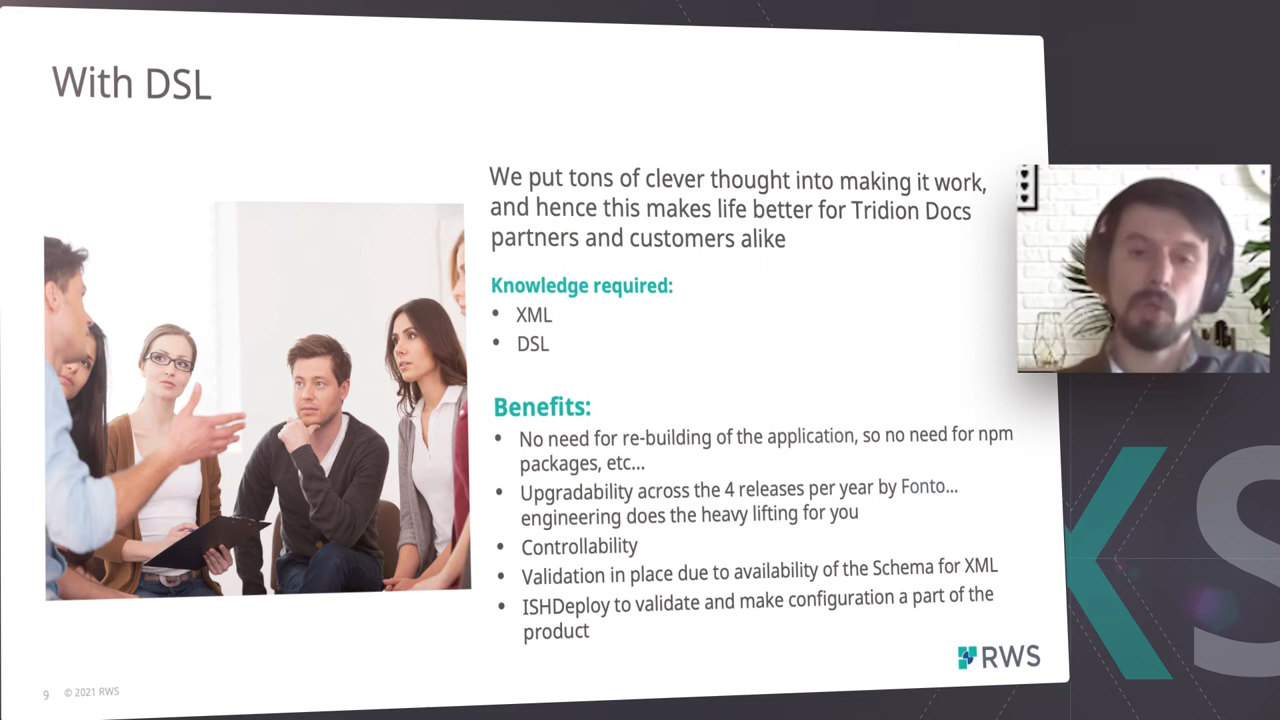 With DSL
We put tons of clever thought into making it work,
and hence this makes life better for Tridion Docs
partners and customers alike
Knowledge required:
• XML
• DSL
Benefits:
• No need for re-building of the application, so no need for npm
packages, etc...
• Upgradability across the 4 releases per year by Fonto...
engineering does the heavy lifting for you
• Controllability
• Validation in place due to availability of the Schema for XML
• ISHDeploy to validate and make configuration a part of the
product
RWS
9 © 2021 RWS
KS